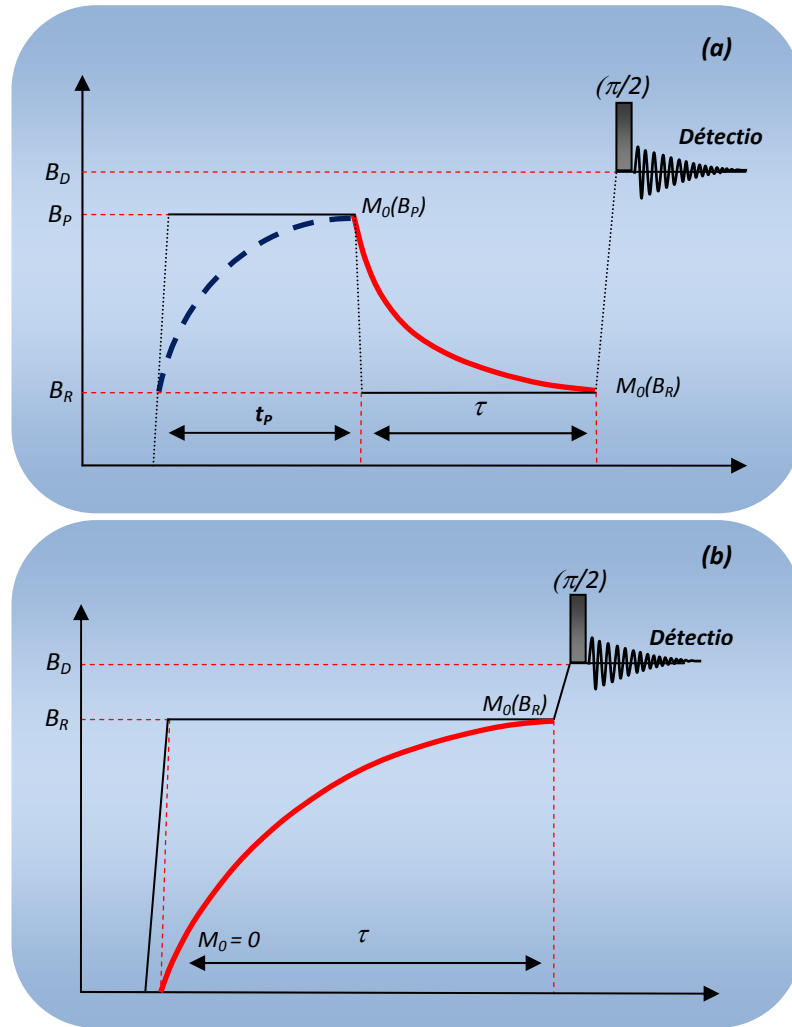 (a)
(π/2)
Détectio
B_D
B_P
M_0(B_P)
B_R
M_0(B_R)
t_P
τ
(b)
(π/2)
Détectio
B_D
B_R
M_0(B_R)
M_0 = 0
τ